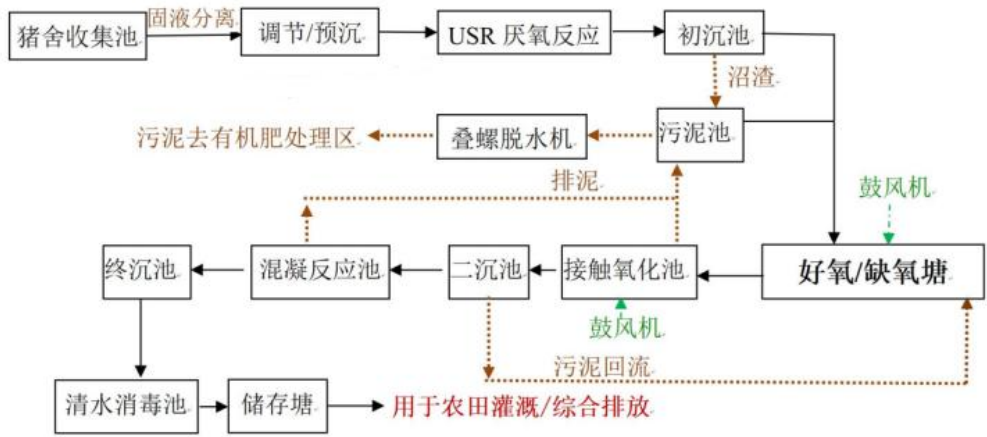 猪舍收集池
固液分离
调节/预沉
USR 厌氧反应
初沉池
沼渣
污泥去有机肥处理区
叠螺脱水机
污泥池
排泥
鼓风机
终沉池
混凝反应池
二沉池
接触氧化池
好氧/缺氧塘
鼓风机
污泥回流
清水消毒池
储存塘
用于农田灌溉/综合排放